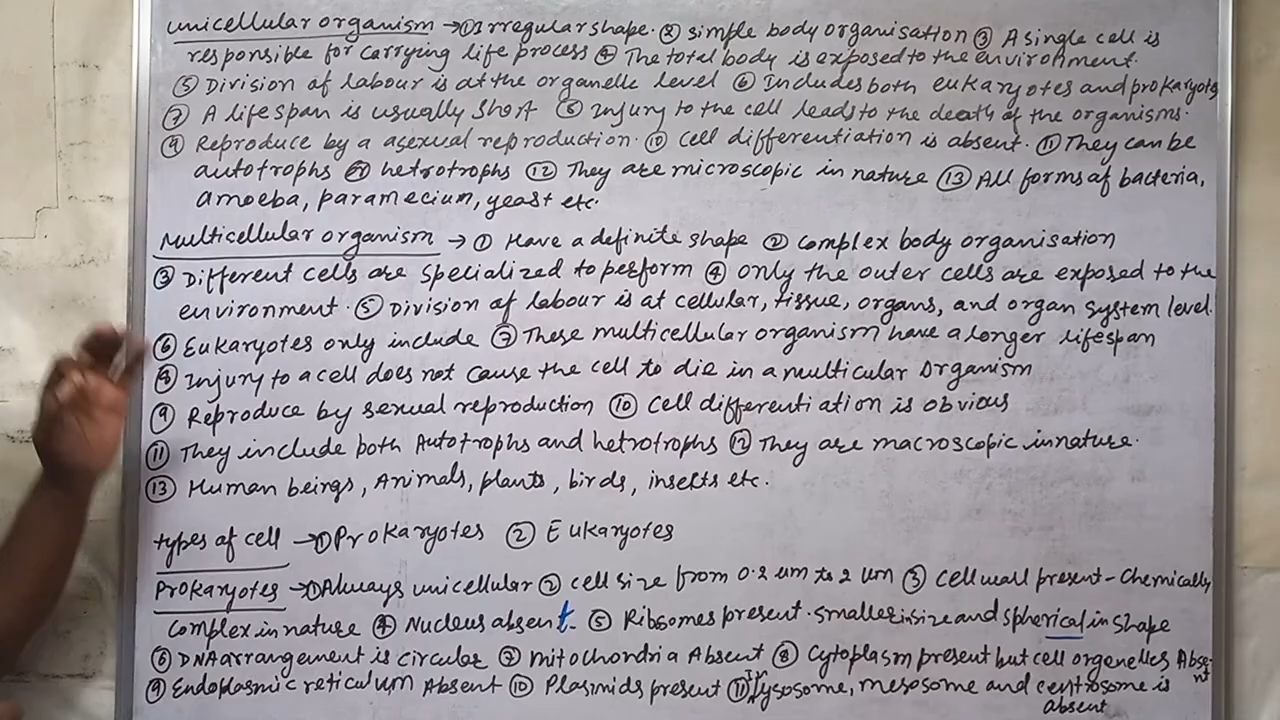 unicellular organism → ① Irregular shape. ② simple body organisation ③ A single cell is
responsible for carrying life process ④ The total body is exposed to the environment.
⑤ Division of labour is at the organelle level ⑥ Includes both eukaryotes and prokaryots
⑦ A lifespan is usually short ⑧ Injury to the cell leads to the death of the organisms.
⑨ Reproduce by a asexual reproduction. ⑩ cell differentiation is absent. ⑪ They can be
autotrophs hetrotrophs ⑫ They are microscopic in nature ⑬ All forms of bacteria,
amoeba, paramecium, yeast etc.
Multicellular organism → ① Have a definite shape ② complex body organisation
③ Different cells are specialized to perform ④ only the outer cells are exposed to the
environment. ⑤ Division of labour is at cellular, tissue, organs, and organ system level.
⑥ Eukaryotes only include ⑦ These multicellular organism have a longer lifespan
⑧ Injury to a cell does not cause the cell to die in a multicular Organism
⑨ Reproduce by sexual reproduction ⑩ cell differentiation is obvious
⑪ They include both Autotrophs and hetrotrophs ⑫ They are macroscopic in nature.
⑬ Human beings, Animals, plants, birds, insects etc.
types of cell → ① Prokaryotes ② Eukaryotes
Prokaryotes → ① Always unicellular ② cell size from 0.2 um to 2 um ③ cell wall present - Chemically
complex in nature ④ Nucleus absent. ⑤ Ribsomes present. smaller in size and spherical in shape
⑥ DNA arrangement is circular ⑦ mitochondria Absent ⑧ Cytoplasm present but cell orgenelles Absent
⑨ Endoplasmic reticulum Absent ⑩ Plasmids present ⑪ lysosome, mesosome and centrosome is
absent